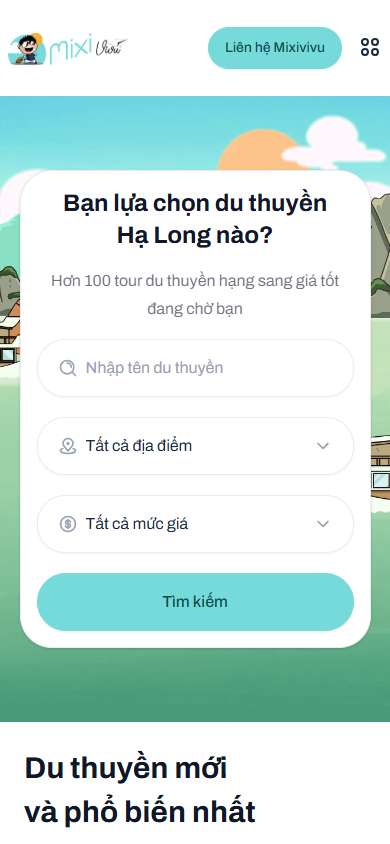 mixi Vivu
Liên hệ Mixivivu
Bạn lựa chọn du thuyền
Hạ Long nào?
Hơn 100 tour du thuyền hạng sang giá tốt
đang chờ bạn
Nhập tên du thuyền
Tất cả địa điểm
Tất cả mức giá
Tìm kiếm
Du thuyền mới
và phổ biến nhất